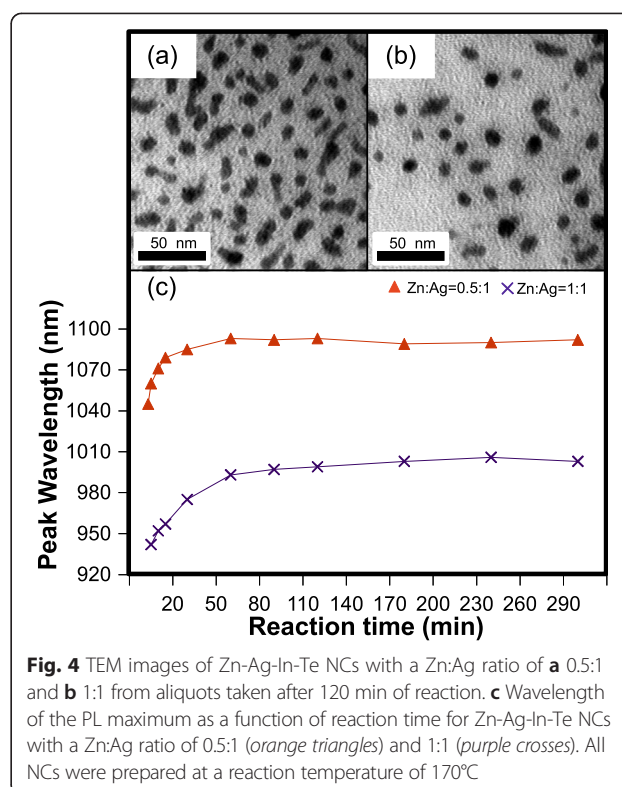 (a)
(b)
50 nm
50 nm
(c)
Zn:Ag=0.5:1 Zn:Ag=1:1
Peak Wavelength (nm)
1100
1070
1040
1010
980
950
920
20 50 80 110 140 170 200 230 260 290
Reaction time (min)
Fig. 4 TEM images of Zn-Ag-In-Te NCs with a Zn:Ag ratio of a 0.5:1
and b 1:1 from aliquots taken after 120 min of reaction. c Wavelength
of the PL maximum as a function of reaction time for Zn-Ag-In-Te NCs
with a Zn:Ag ratio of 0.5:1 (orange triangles) and 1:1 (purple crosses). All
NCs were prepared at a reaction temperature of 170°C